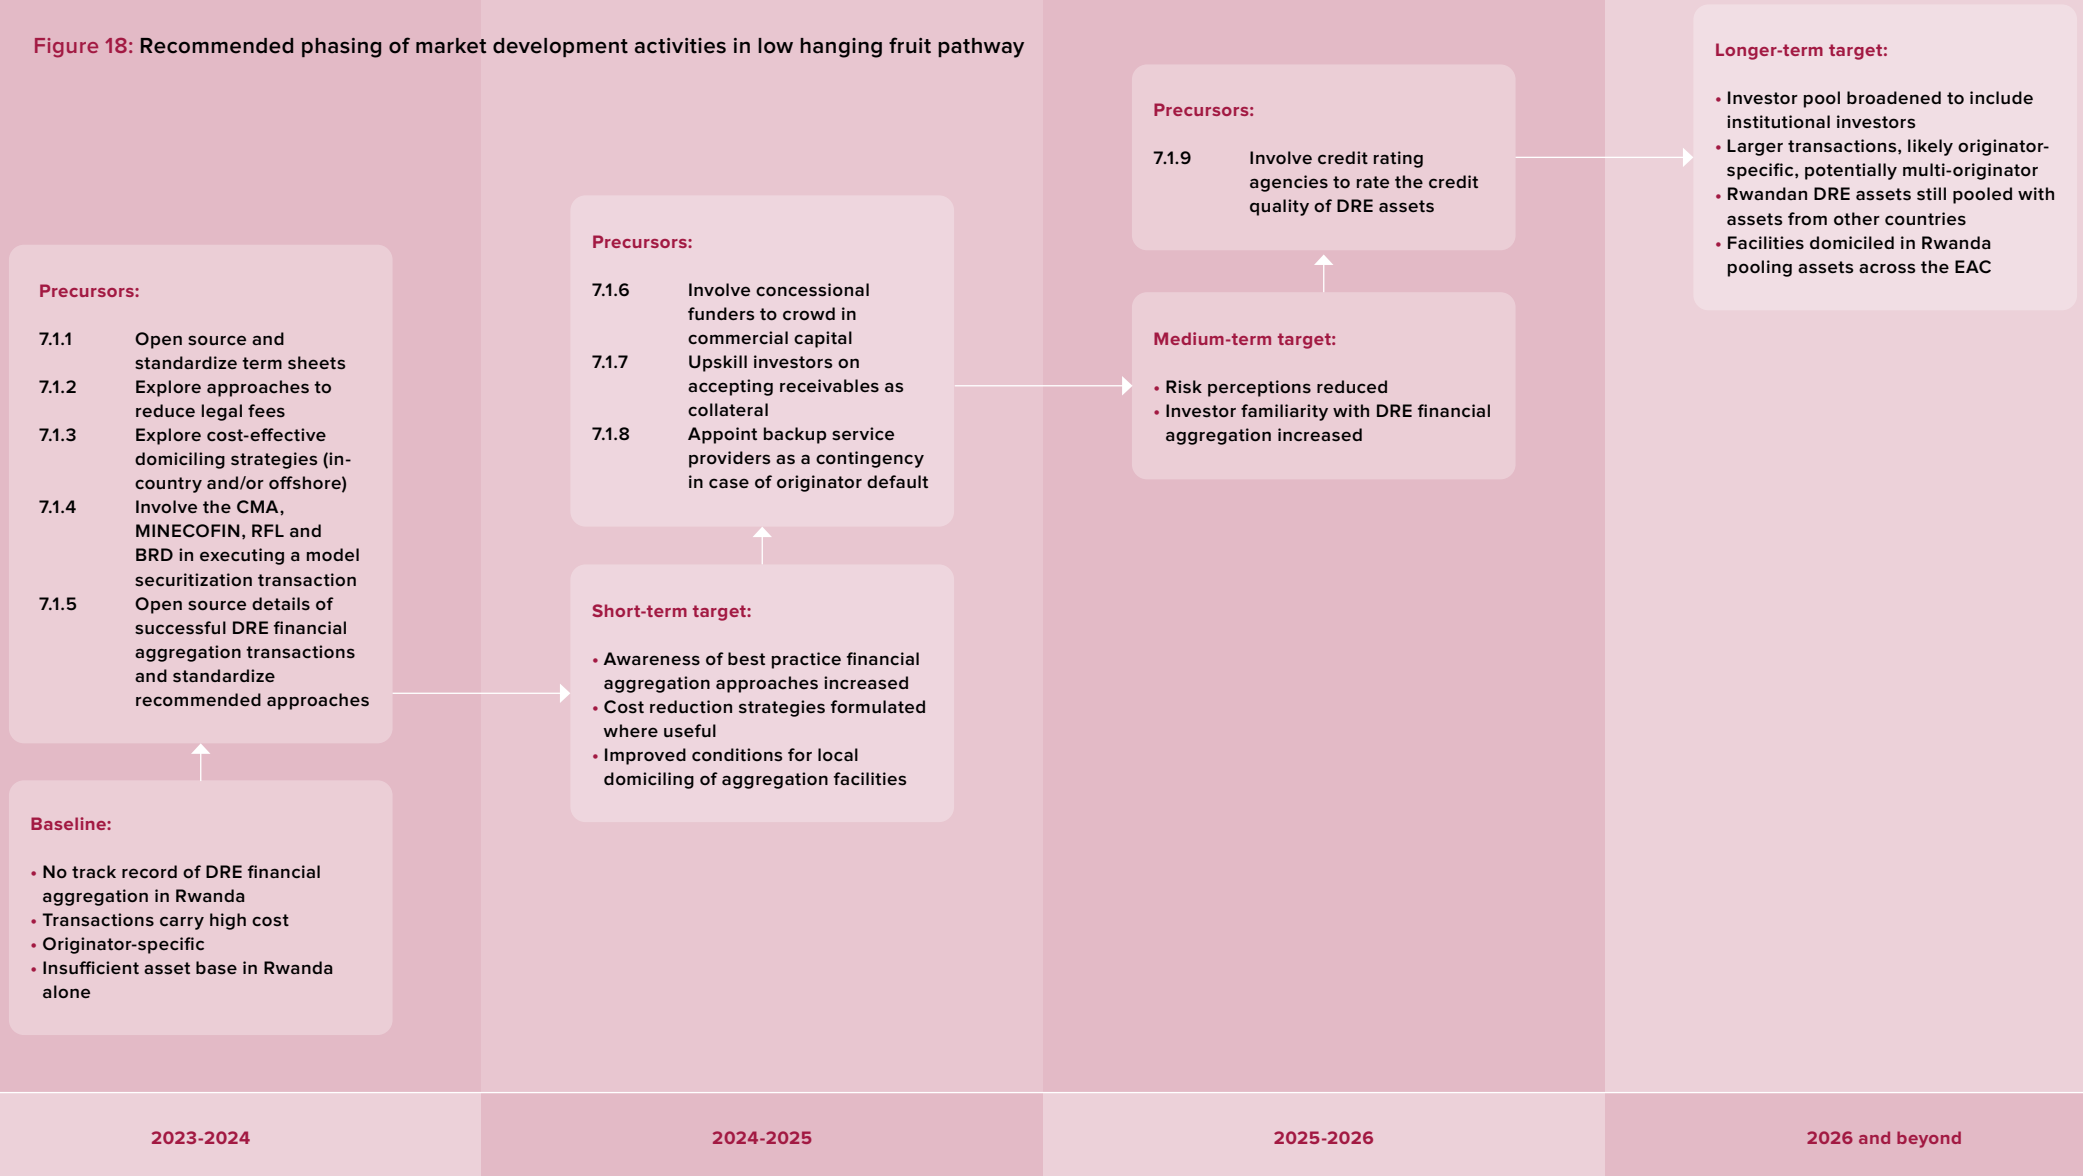 Figure 18: Recommended phasing of market development activities in low hanging fruit pathway
Precursors:
7.1.1 Open source and
standardize term sheets
7.1.2 Explore approaches to
reduce legal fees
7.1.3 Explore cost-effective
domiciling strategies (in-
country and/or offshore)
7.1.4 Involve the CMA,
MINECOFIN, RFL and
BRD in executing a model
securitization transaction
7.1.5 Open source details of
successful DRE financial
aggregation transactions
and standardize
recommended approaches
Baseline:
• No track record of DRE financial
aggregation in Rwanda
• Transactions carry high cost
• Originator-specific
• Insufficient asset base in Rwanda
alone
Precursors:
7.1.6 Involve concessional
funders to crowd in
commercial capital
7.1.7 Upskill investors on
accepting receivables as
collateral
7.1.8 Appoint backup service
providers as a contingency
in case of originator default
Short-term target:
• Awareness of best practice financial
aggregation approaches increased
• Cost reduction strategies formulated
where useful
• Improved conditions for local
domiciling of aggregation facilities
Precursors:
7.1.9 Involve credit rating
agencies to rate the credit
quality of DRE assets
Medium-term target:
• Risk perceptions reduced
• Investor familiarity with DRE financial
aggregation increased
Longer-term target:
• Investor pool broadened to include
institutional investors
• Larger transactions, likely originator-
specific, potentially multi-originator
• Rwandan DRE assets still pooled with
assets from other countries
• Facilities domiciled in Rwanda
pooling assets across the EAC
2023-2024
2024-2025
2025-2026
2026 and beyond